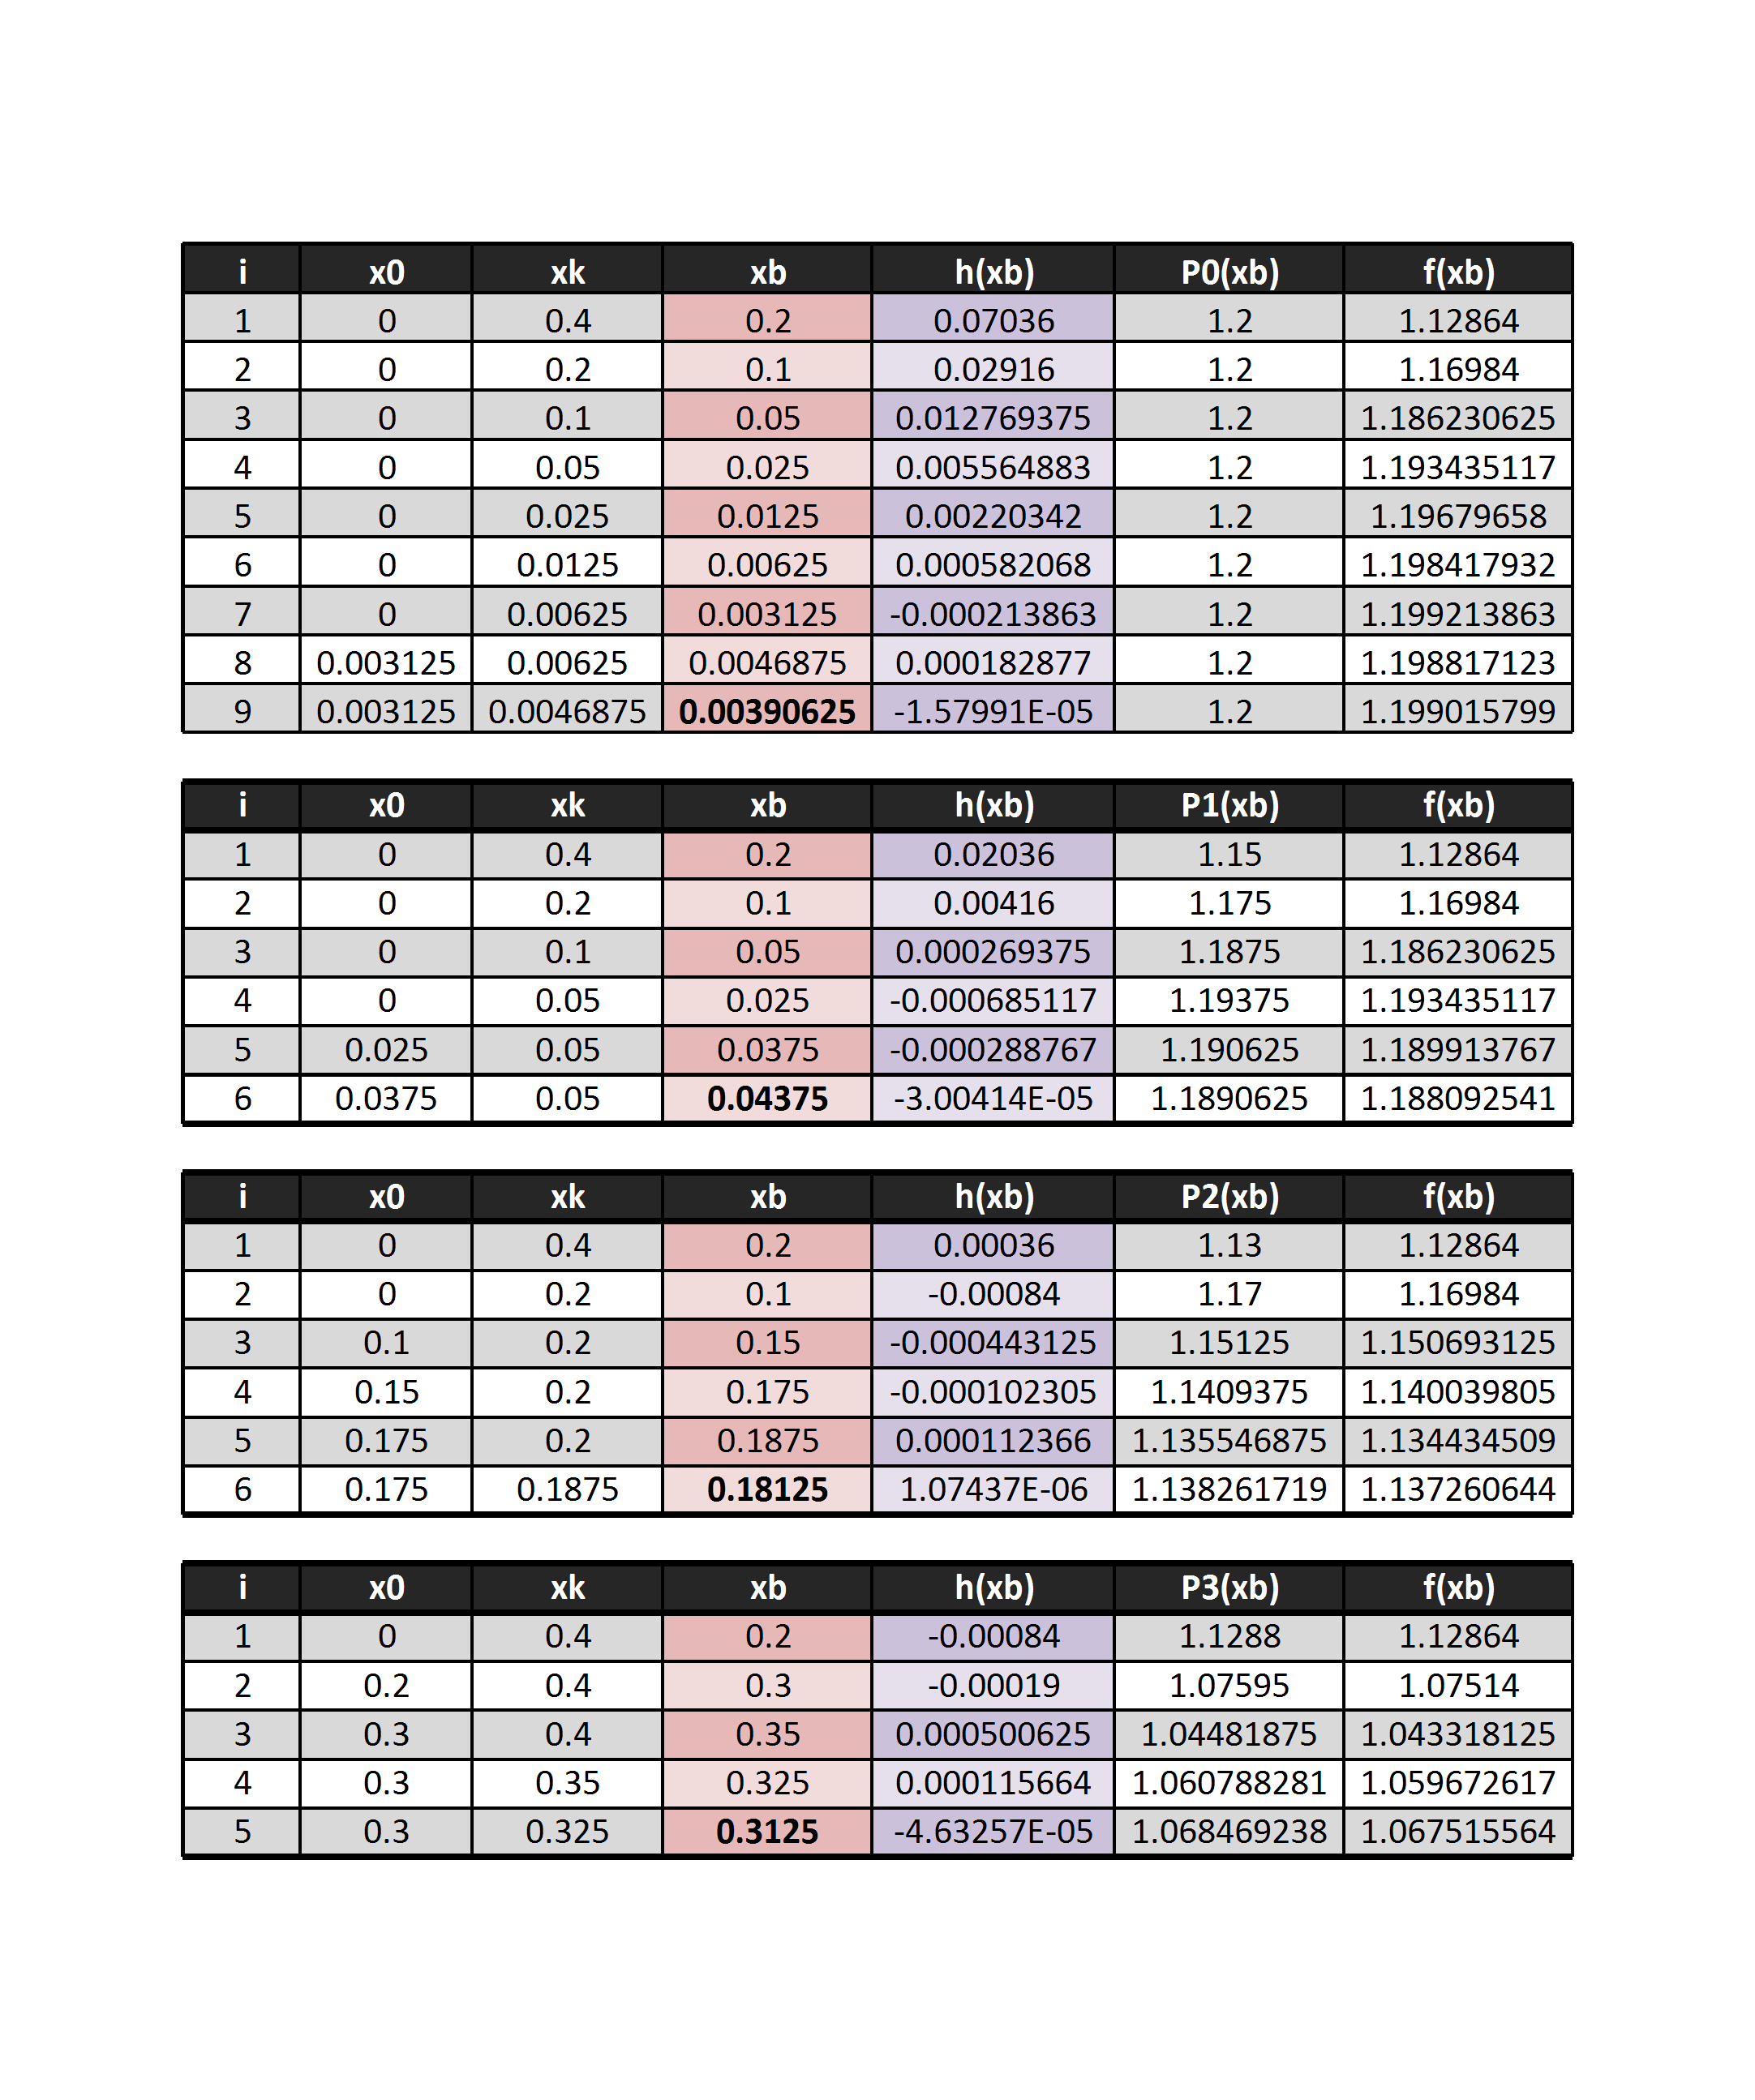 i x0 xk xb h(xb) P0(xb) f(xb)
1 0 0.4 0.2 0.07036 1.2 1.12864
2 0 0.2 0.1 0.02916 1.2 1.16984
3 0 0.1 0.05 0.012769375 1.2 1.186230625
4 0 0.05 0.025 0.005564883 1.2 1.193435117
5 0 0.025 0.0125 0.00220342 1.2 1.19679658
6 0 0.0125 0.00625 0.000582068 1.2 1.198417932
7 0 0.00625 0.003125 -0.000213863 1.2 1.199213863
8 0.003125 0.00625 0.0046875 0.000182877 1.2 1.198817123
9 0.003125 0.0046875 0.00390625 -1.57991E-05 1.2 1.199015799
i x0 xk xb h(xb) P1(xb) f(xb)
1 0 0.4 0.2 0.02036 1.15 1.12864
2 0 0.2 0.1 0.00416 1.175 1.16984
3 0 0.1 0.05 0.000269375 1.1875 1.186230625
4 0 0.05 0.025 -0.000685117 1.19375 1.193435117
5 0.025 0.05 0.0375 -0.000288767 1.190625 1.189913767
6 0.0375 0.05 0.04375 -3.00414E-05 1.1890625 1.188092541
i x0 xk xb h(xb) P2(xb) f(xb)
1 0 0.4 0.2 0.00036 1.13 1.12864
2 0 0.2 0.1 -0.00084 1.17 1.16984
3 0.1 0.2 0.15 -0.000443125 1.15125 1.150693125
4 0.15 0.2 0.175 -0.000102305 1.1409375 1.140039805
5 0.175 0.2 0.1875 0.000112366 1.135546875 1.134434509
6 0.175 0.1875 0.18125 1.07437E-06 1.138261719 1.137260644
i x0 xk xb h(xb) P3(xb) f(xb)
1 0 0.4 0.2 -0.00084 1.1288 1.12864
2 0.2 0.4 0.3 -0.00019 1.07595 1.07514
3 0.3 0.4 0.35 0.000500625 1.04481875 1.043318125
4 0.3 0.35 0.325 0.000115664 1.060788281 1.059672617
5 0.3 0.325 0.3125 -4.63257E-05 1.068469238 1.067515564